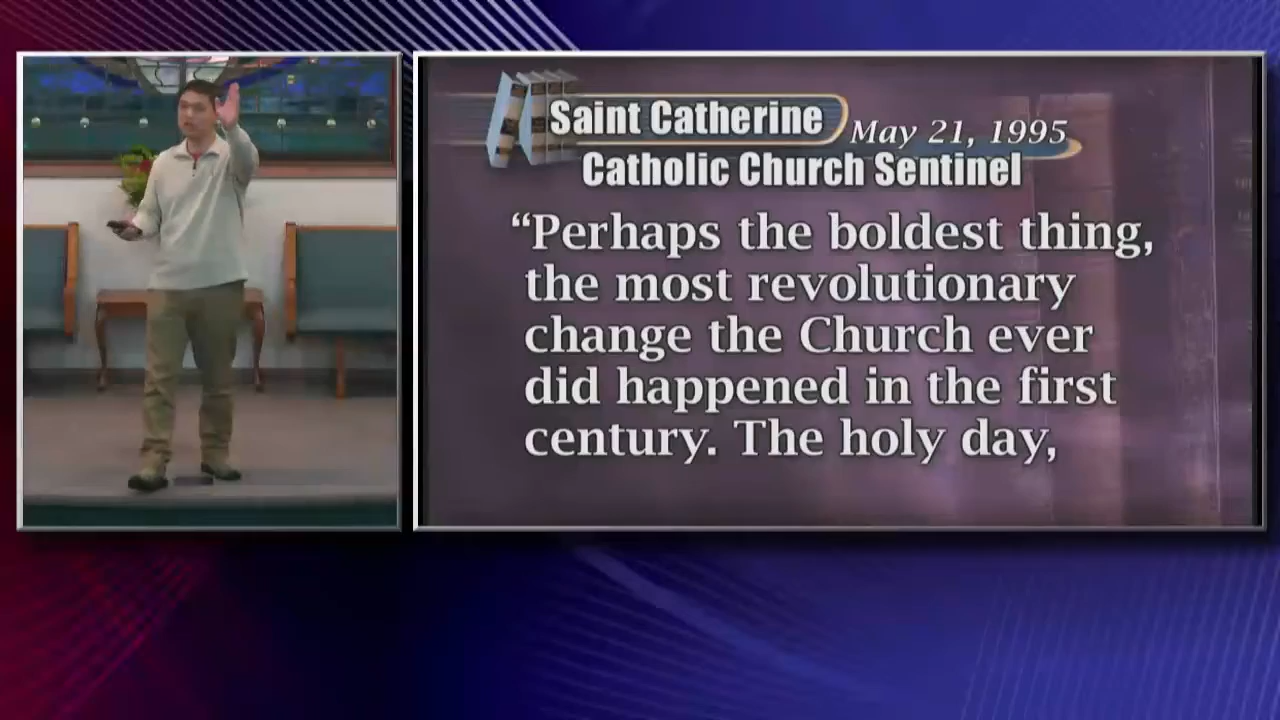 Saint Catherine May 21, 1995
Catholic Church Sentinel
“Perhaps the boldest thing,
the most revolutionary
change the Church ever
did happened in the first
century. The holy day,